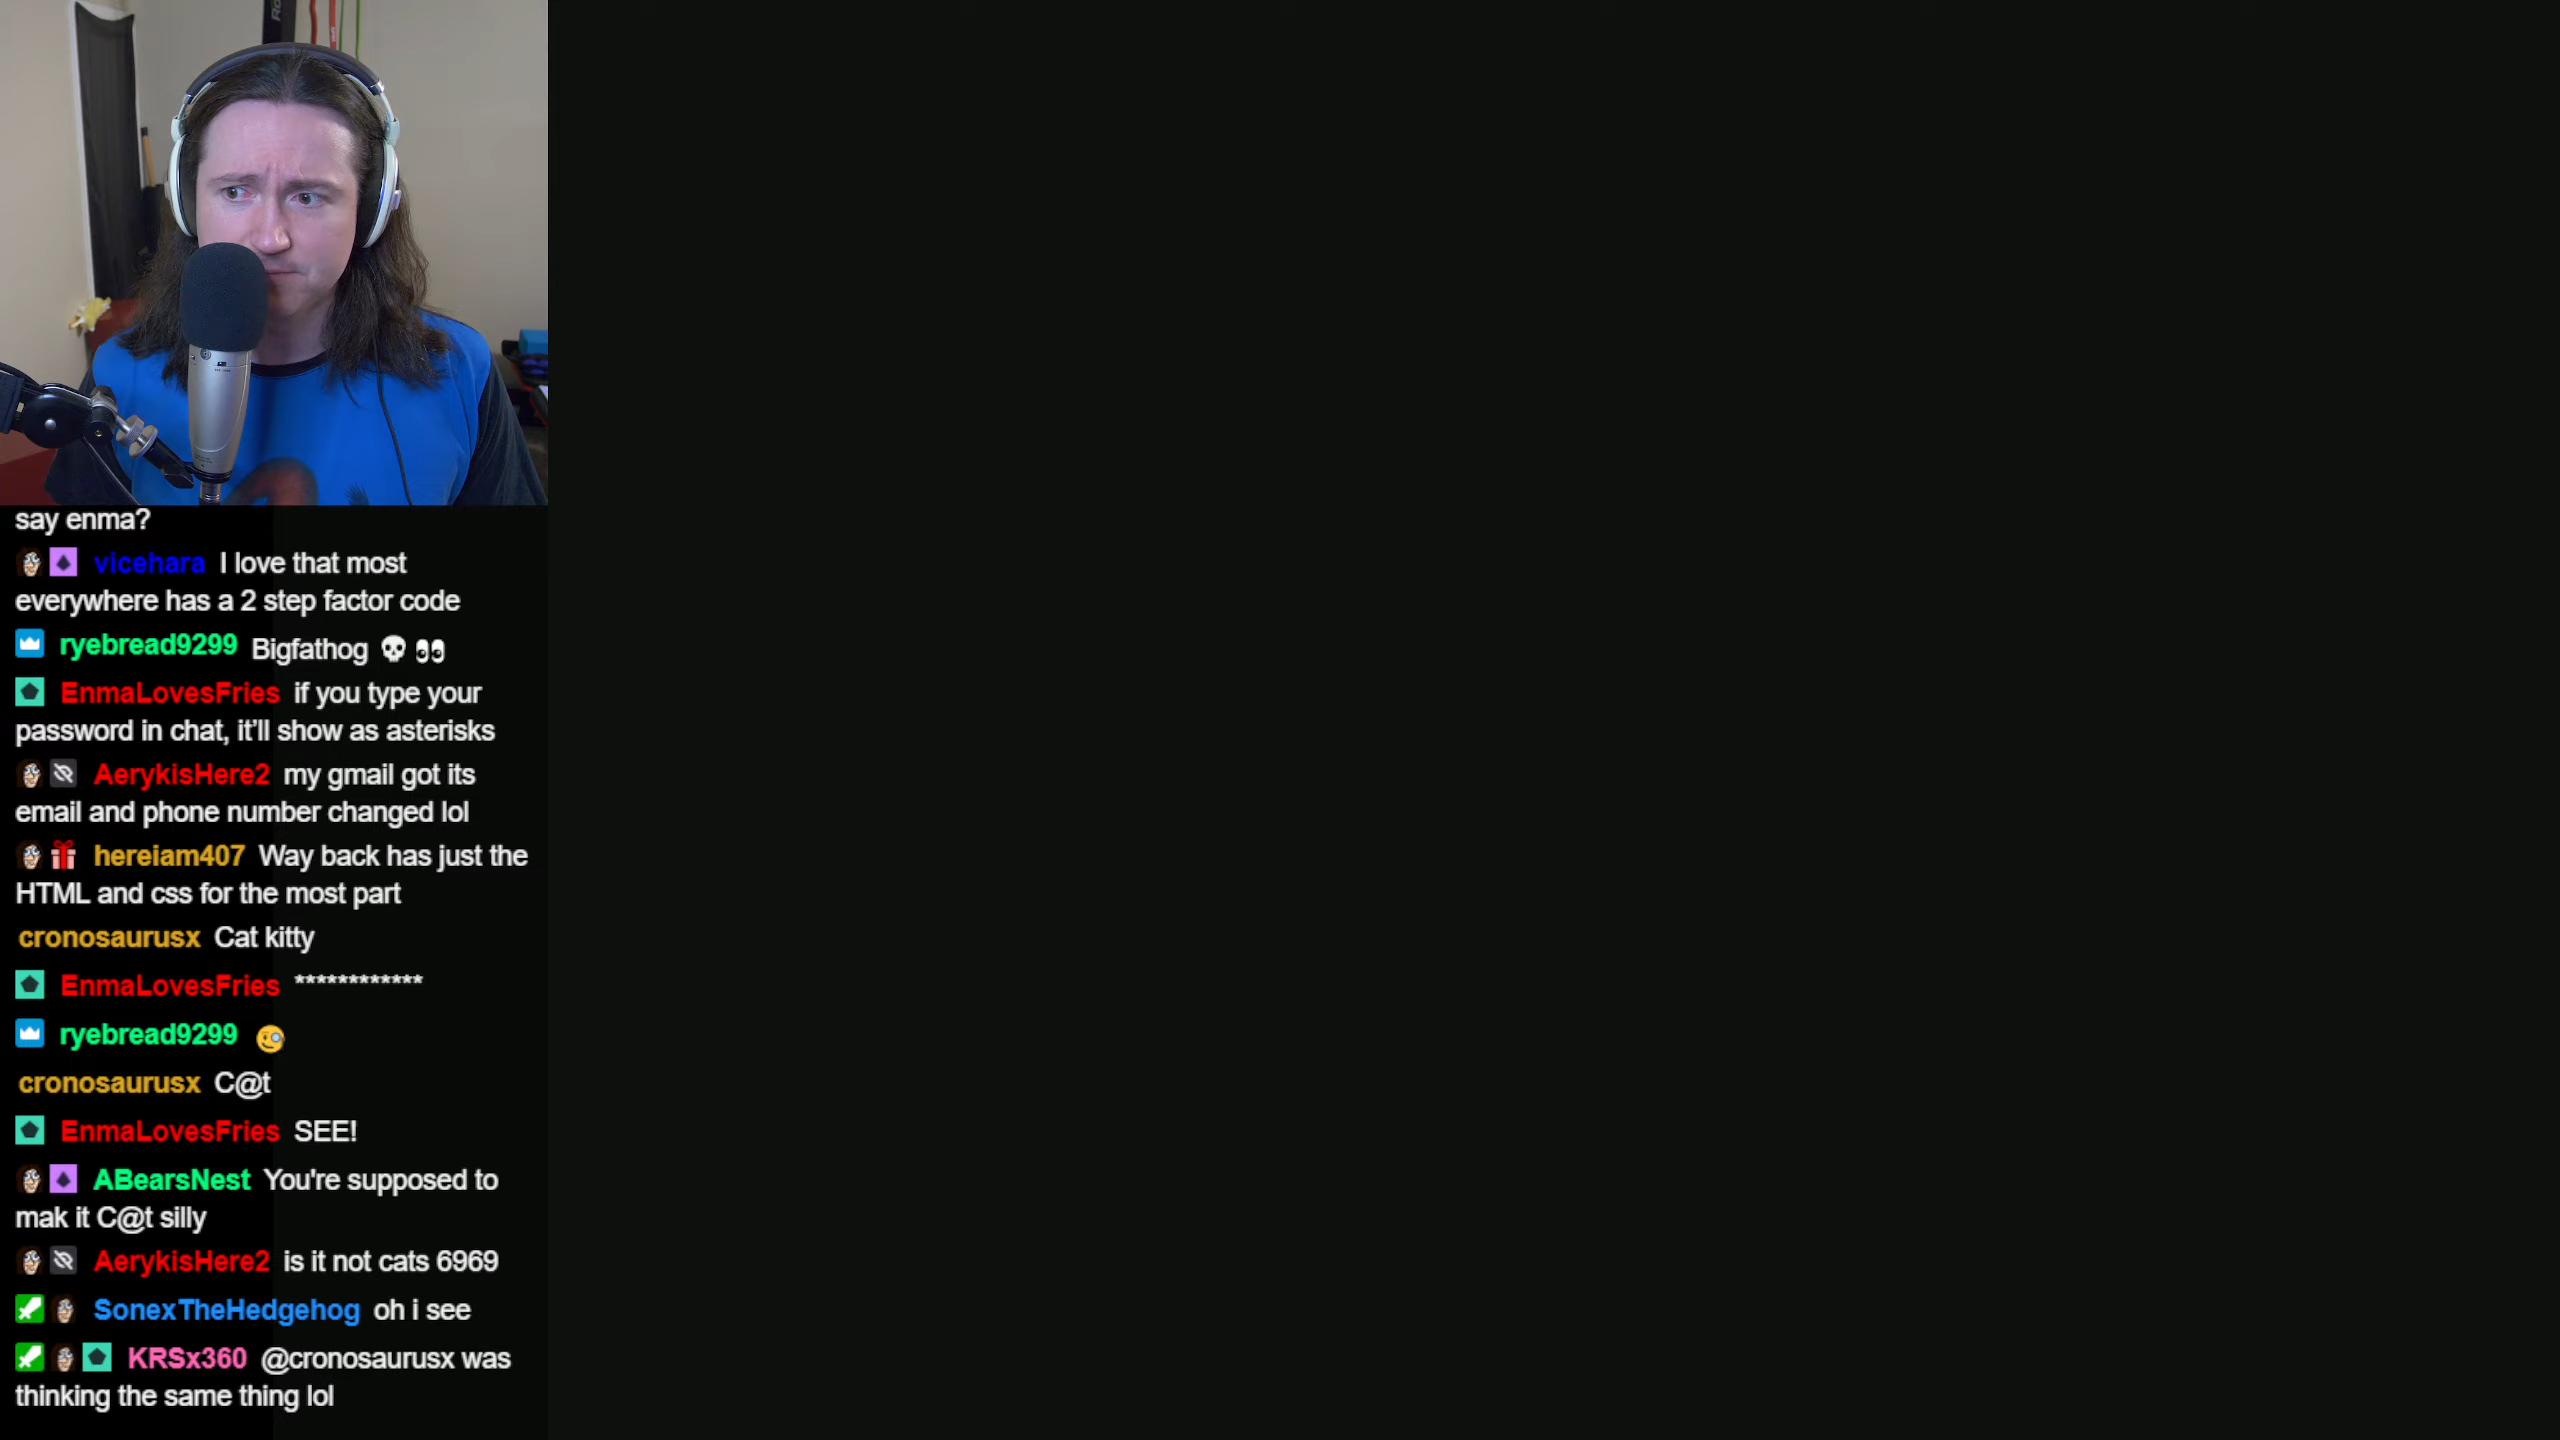 say enma?
vicehara I love that most
everywhere has a 2 step factor code
ryebread9299 Bigfathog 💀 👀
EnmaLovesFries if you type your
password in chat, it'll show as asterisks
AerykisHere2 my gmail got its
email and phone number changed lol
hereiam407 Way back has just the
HTML and css for the most part
cronosaurusx Cat kitty
EnmaLovesFries ************
ryebread9299 🧐
cronosaurusx C@t
EnmaLovesFries SEE!
ABearsNest You're supposed to
mak it C@t silly
AerykisHere2 is it not cats 6969
SonexTheHedgehog oh i see
KRSx360 @cronosaurusx was
thinking the same thing lol